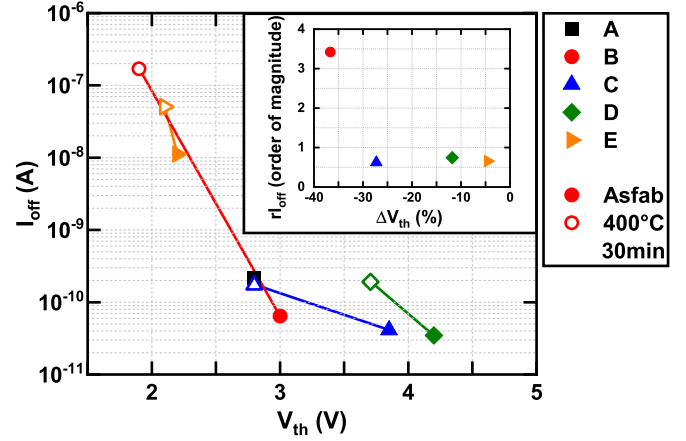 10⁻⁶
10⁻⁷
10⁻⁸
10⁻⁹
10⁻¹⁰
10⁻¹¹
I_off (A)
2 3 4 5
V_th (V)
4
3
2
1
0
rI_off (order of magnitude)
-40 -30 -20 -10 0
ΔV_th (%)
A
B
C
D
E
Asfab
400°C
30min